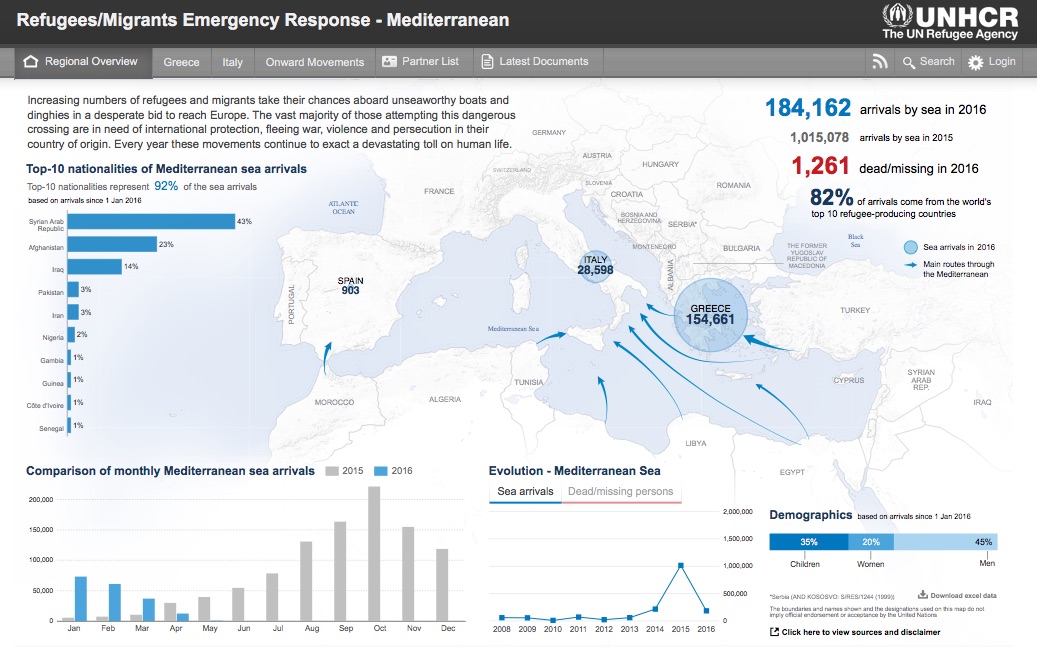 Refugees/Migrants Emergency Response - Mediterranean
UNHCR
The UN Refugee Agency
Regional Overview
Greece
Italy
Onward Movements
Partner List
Latest Documents
Search
Login
Increasing numbers of refugees and migrants take their chances aboard unseaworthy boats and
dinghies in a desperate bid to reach Europe. The vast majority of those attempting this dangerous
crossing are in need of international protection, fleeing war, violence and persecution in their
country of origin. Every year these movements continue to exact a devastating toll on human life.
184,162 arrivals by sea in 2016
1,015,078 arrivals by sea in 2015
1,261 dead/missing in 2016
82% of arrivals come from the world's
top 10 refugee-producing countries
Sea arrivals in 2016
Main routes through
the Mediterranean
Top-10 nationalities of Mediterranean sea arrivals
Top-10 nationalities represent 92% of the sea arrivals
based on arrivals since 1 Jan 2016
Syrian Arab
Republic
43%
Afghanistan
23%
Iraq
14%
Pakistan
3%
Iran
3%
Nigeria
2%
Gambia
1%
Guinea
1%
Côte d'Ivoire
1%
Senegal
1%
GERMANY
AUSTRIA
SWITZERLAND
HUNGARY
SLOVENIA
FRANCE
CROATIA
ROMANIA
ATLANTIC
OCEAN
BOSNIA AND
HERZEGOVINA
SERBIA*
MONTENEGRO
BULGARIA
Black
Sea
THE FORMER
YUGOSLAV
REPUBLIC OF
MACEDONIA
ALBANIA
ITALY
28,598
SPAIN
903
PORTUGAL
GREECE
154,661
TURKEY
Mediterranean Sea
TUNISIA
CYPRUS
SYRIAN
ARAB
REP.
MOROCCO
ALGERIA
IRAQ
LIBYA
EGYPT
Comparison of monthly Mediterranean sea arrivals
2015
2016
200,000
150,000
100,000
50,000
0
Jan Feb Mar Apr May Jun Jul Aug Sep Oct Nov Dec
Evolution - Mediterranean Sea
Sea arrivals
Dead/missing persons
2,000,000
1,500,000
1,000,000
500,000
0
2008 2009 2010 2011 2012 2013 2014 2015 2016
Demographics based on arrivals since 1 Jan 2016
35% 20% 45%
Children Women Men
*Serbia (AND KOSOSVO: S/RES/1244 (1999))
Download excel data
The boundaries and names shown and the designations used on this map do not
imply official endorsement or acceptance by the United Nations
Click here to view sources and disclaimer